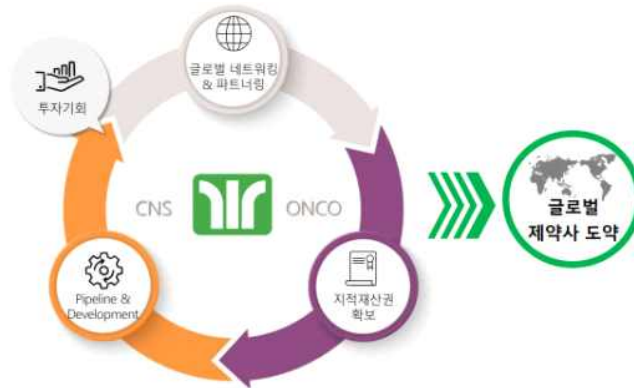 글로벌 네트워킹
& 파트너링
투자기회
CNS
ONCO
글로벌
제약사 도약
Pipeline &
Development
지적재산권
확보